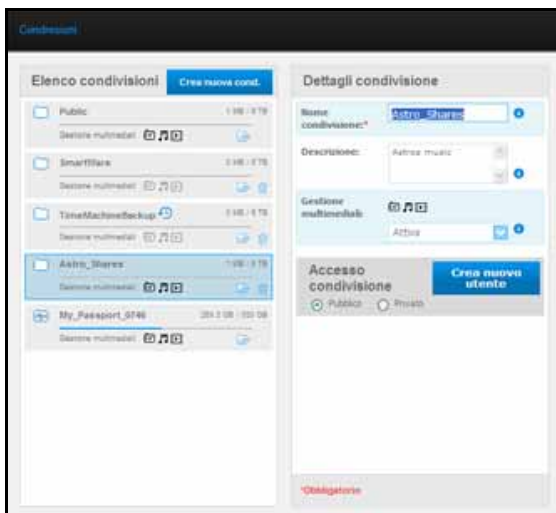 Condivisioni
Elenco condivisioni
Crea nuova cond.
Public
Gestione multimediali:
SmartWare
Gestione multimediali:
TimeMachineBackup
Gestione multimediali:
Astro_Shares
Gestione multimediali:
My_Passport_0746
Gestione multimediali:
Dettagli condivisione
Nome
condivisione:*
Astro_Shares
Descrizione:
music
Gestione
multimediali:
Attiva
Accesso
condivisione
Crea nuovo
utente
Pubblico
Privato
*Obbligatorio